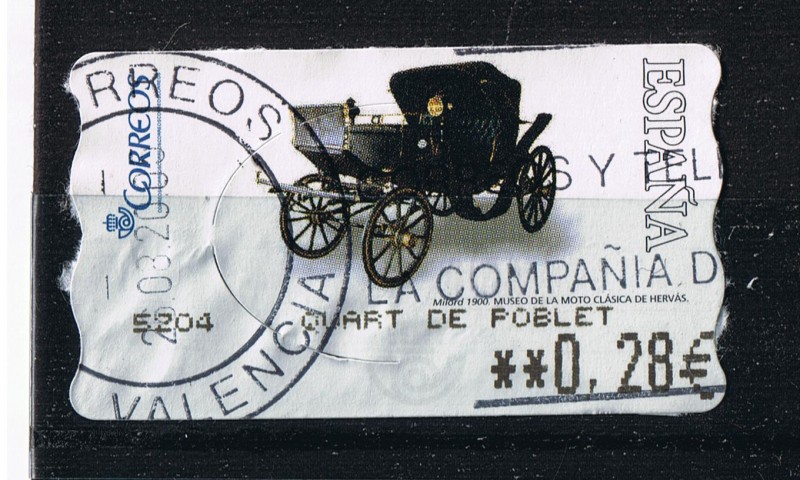 CORREOS
CORREOS
ESPAÑA
S Y
LA COMPAÑIA D
Milord 1900. MUSEO DE LA MOTO CLÁSICA DE HERVÁS.
5204 QUART DE POBLET
**0,28€
VALENCIA